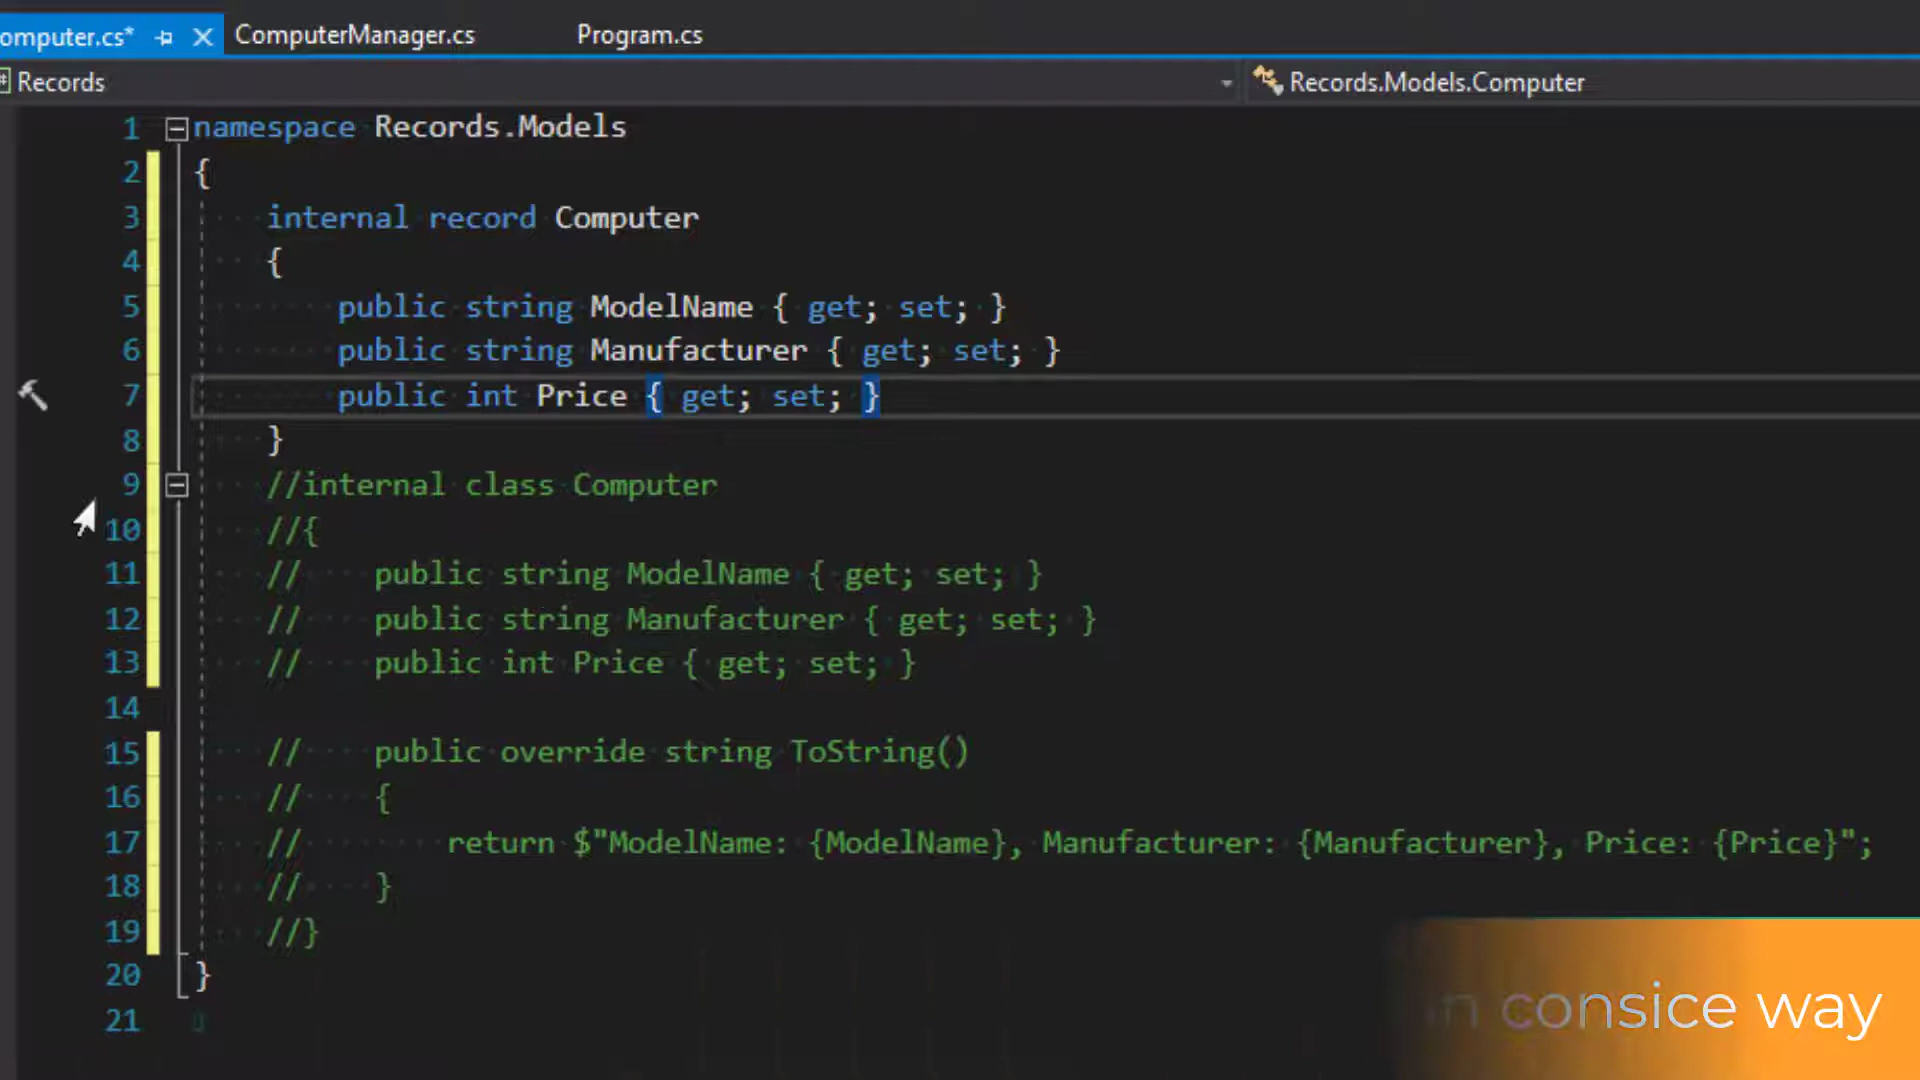 omputer.cs*
ComputerManager.cs
Program.cs
Records
Records.Models.Computer
1 namespace Records.Models
2 {
3 internal record Computer
4 {
5 public string ModelName { get; set; }
6 public string Manufacturer { get; set; }
7 public int Price { get; set; }
8 }
9 //internal class Computer
10 //{
11 // public string ModelName { get; set; }
12 // public string Manufacturer { get; set; }
13 // public int Price { get; set; }
14
15 // public override string ToString()
16 // {
17 // return $"ModelName: {ModelName}, Manufacturer: {Manufacturer}, Price: {Price}";
18 // }
19 //}
20 }
21
in consice way